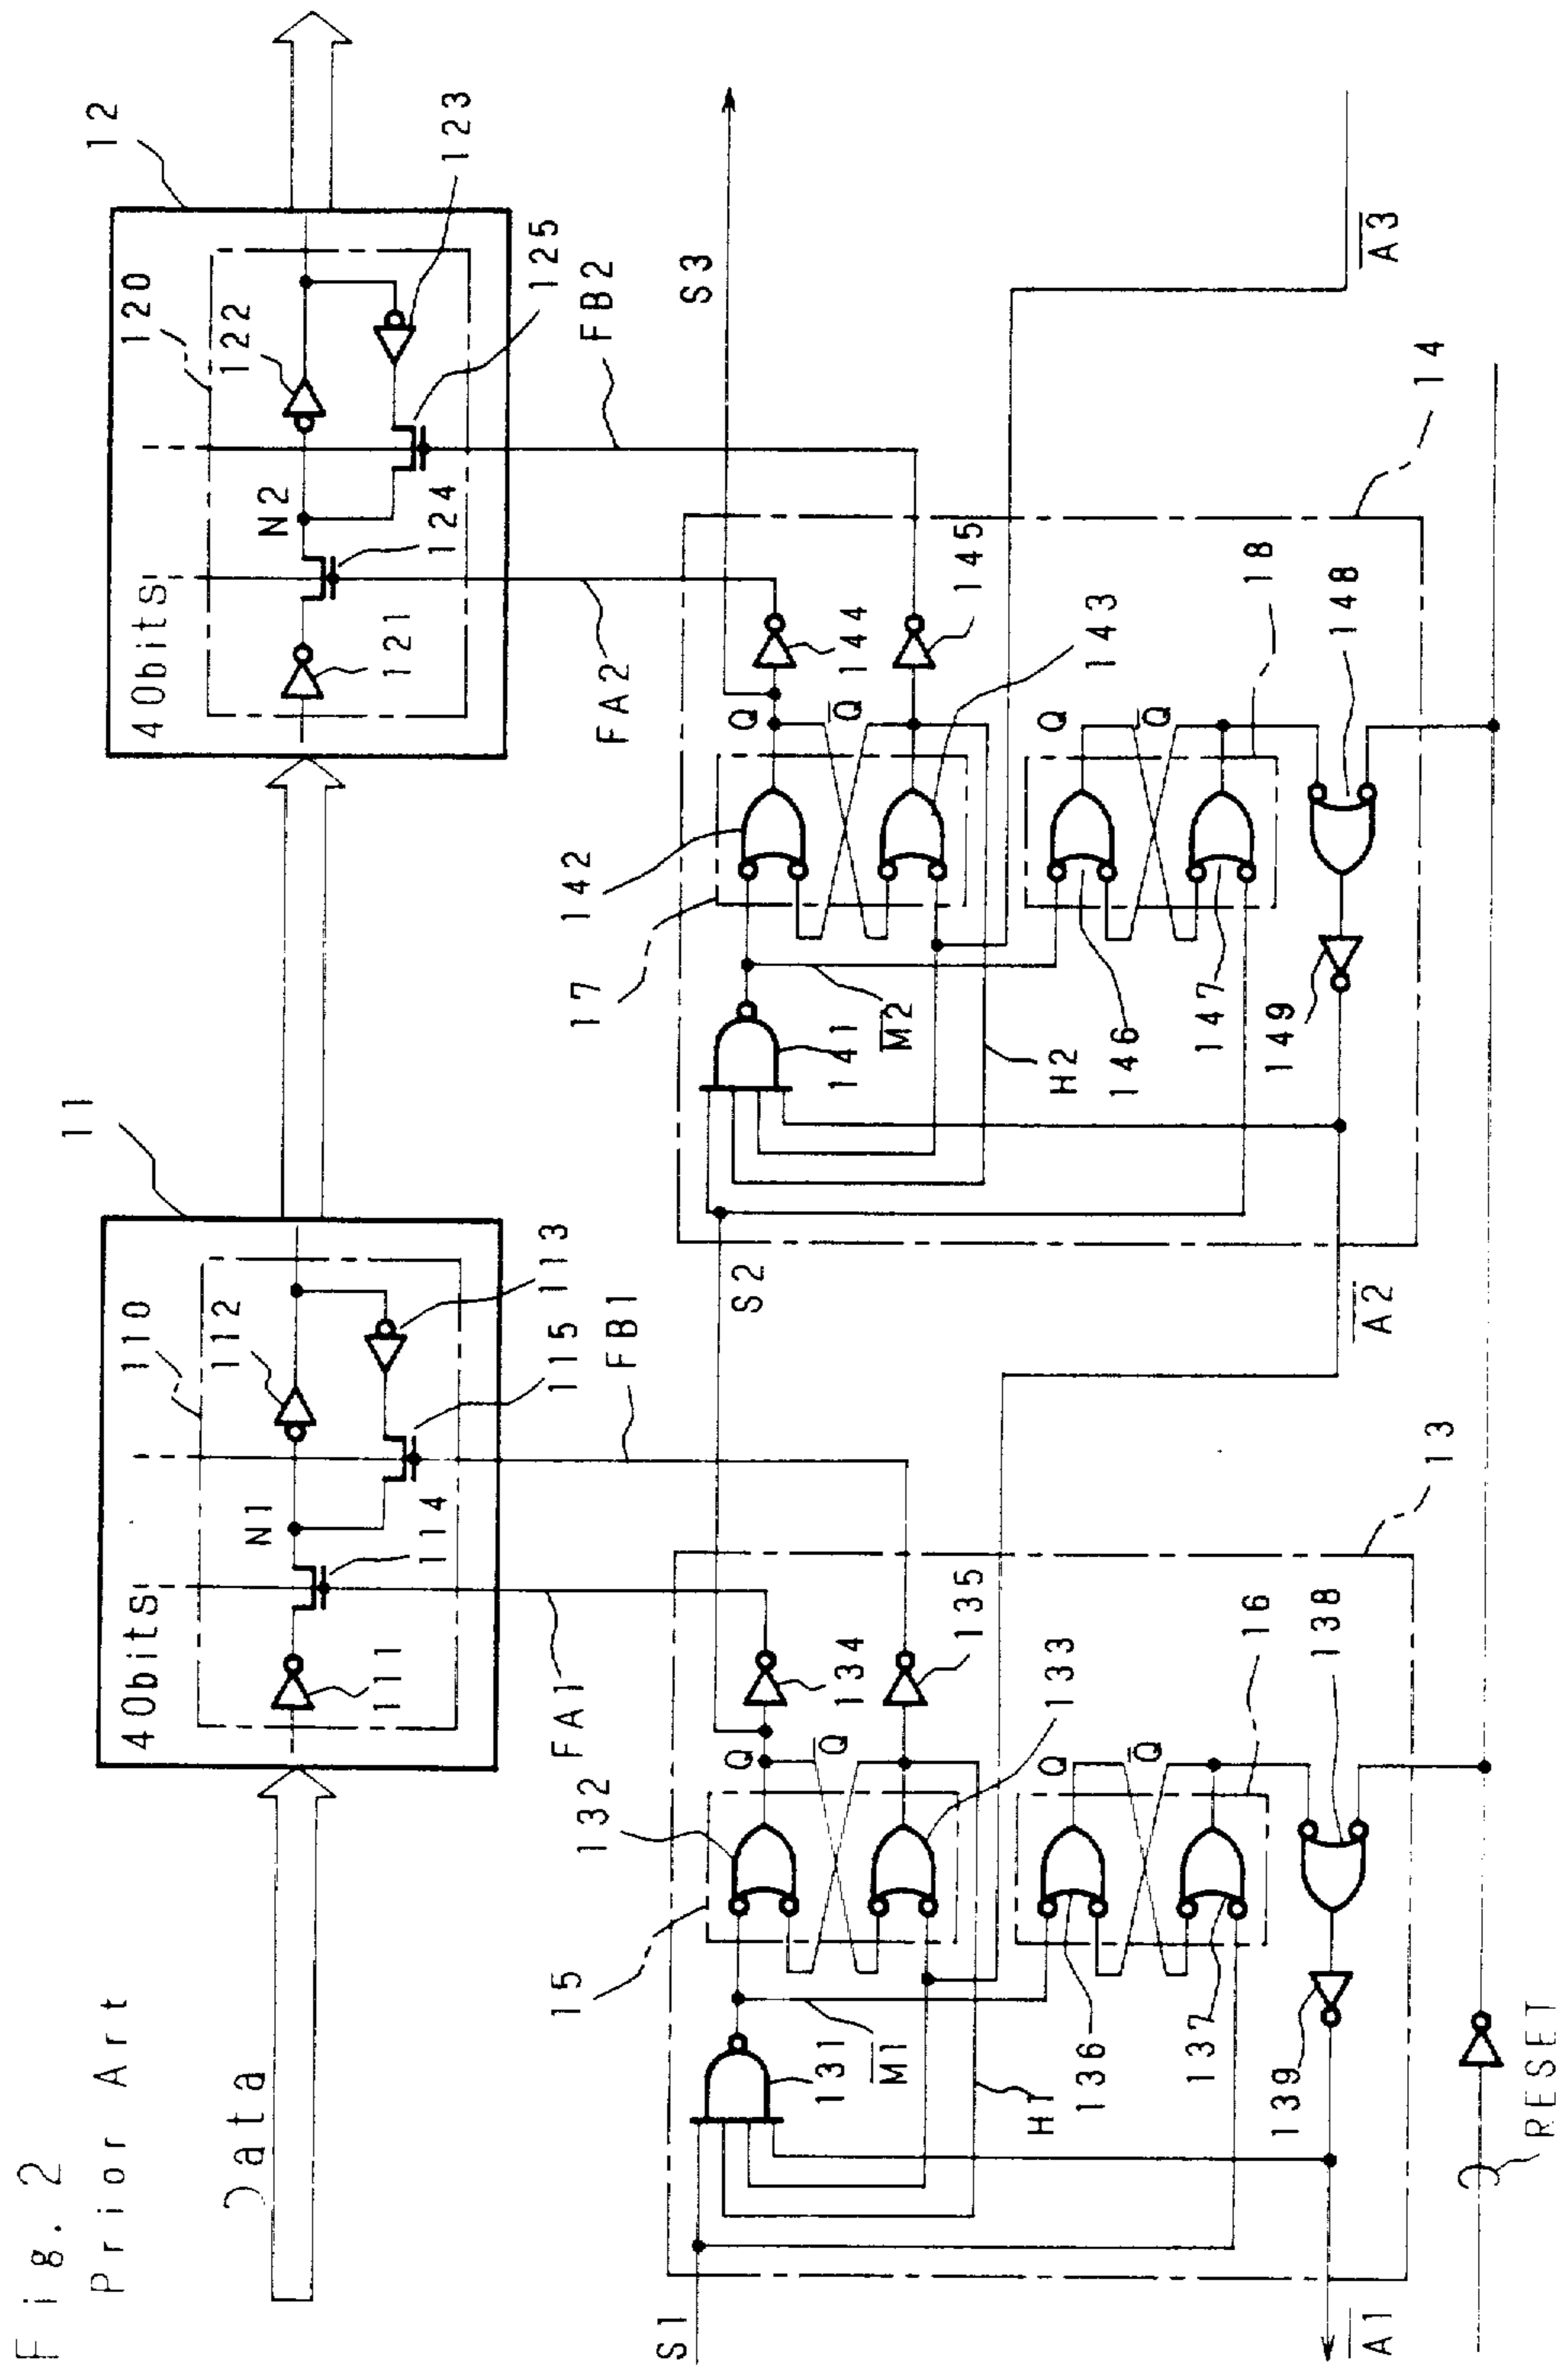 Fig. 2
Prior Art
Data
11
12
40bits
110
112
N1
111
114
115
113
40bits
120
122
N2
121
124
125
123
FA1
FB1
FA2
FB2
S3
S1
S2
15
132
Q
Q
134
135
133
131
M1
H1
136
137
Q
Q
16
138
139
13
17
142
Q
Q
144
145
143
141
M2
H2
146
147
Q
Q
18
148
149
14
A1
A2
A3
RESET